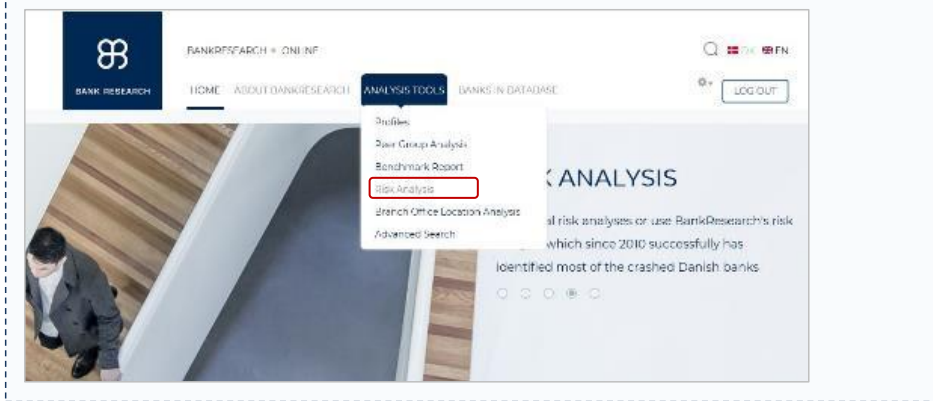 BANKRESEARCH • ONLINE
DK EN
BANK RESEARCH
HOME ABOUT BANKRESEARCH ANALYSIS TOOLS BANKS IN DATABASE
LOG OUT
Profiles
Peer Group Analysis
Benchmark Report
Risk Analysis
Branch Office Location Analysis
Advanced Search
K ANALYSIS
al risk analyses or use BankResearch's risk
which since 2010 successfully has
identified most of the crashed Danish banks